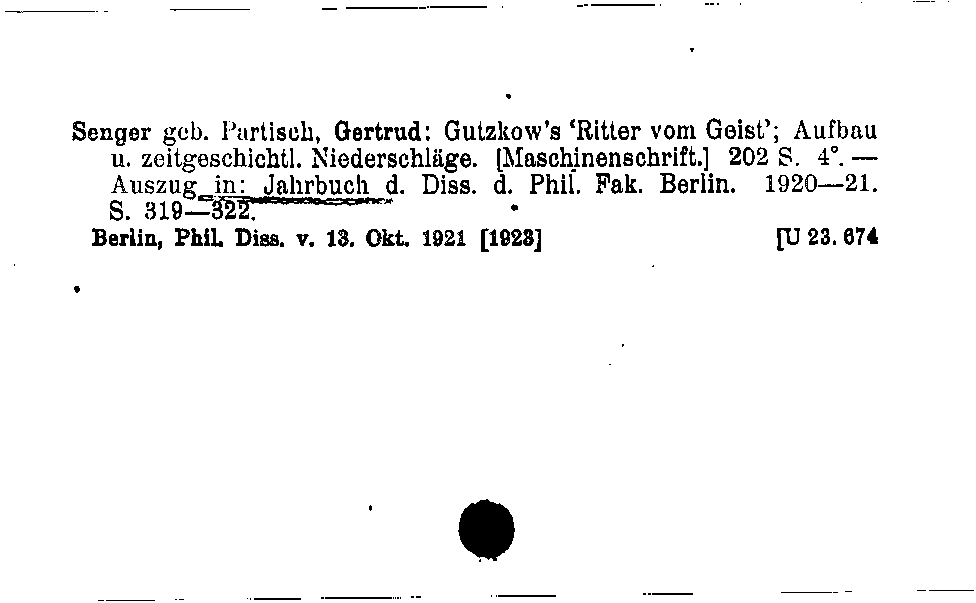 Senger geb. Partisch, Gertrud: Gutzkow's ‘Ritter vom Geist’; Aufbau
u. zeitgeschichtl. Niederschläge. [Maschinenschrift.] 202 S. 4°. —
Auszug in: Jahrbuch d. Diss. d. Phil. Fak. Berlin. 1920—21.
S. 319—322.
Berlin, Phil. Diss. v. 13. Okt. 1921 [1923] [U 23. 674